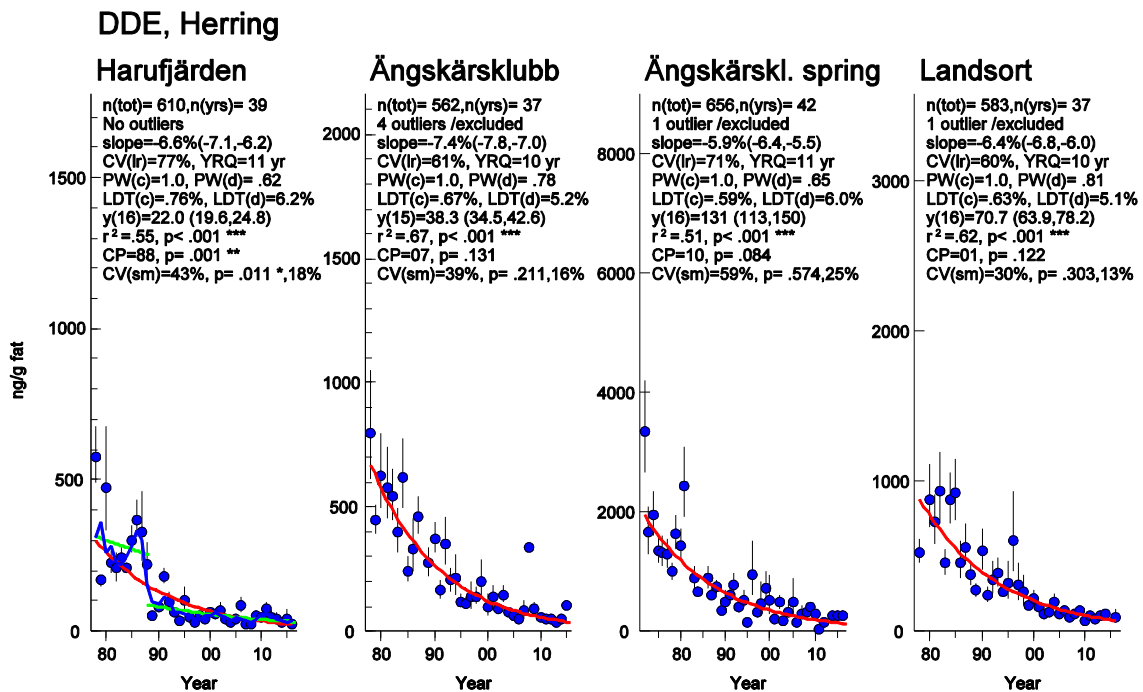 DDE, Herring
Harufjärden
n(tot)= 610,n(yrs)= 39
No outliers
slope=-6.6%(-7.1,-6.2)
CV(lr)=77%, YRQ=11 yr
PW(c)=1.0, PW(d)= .62
LDT(c)=.76%, LDT(d)=6.2%
y(16)=22.0 (19.6,24.8)
r²=.55, p< .001 ***
CP=88, p= .001 **
CV(sm)=43%, p= .011 *,18%
1500
1000
500
0
ng/g fat
80 90 00 10
Year
Ängskärsklubb
n(tot)= 562,n(yrs)= 37
4 outliers /excluded
slope=-7.4%(-7.8,-7.0)
CV(lr)=61%, YRQ=10 yr
PW(c)=1.0, PW(d)= .78
LDT(c)=.67%, LDT(d)=5.2%
y(15)=38.3 (34.5,42.6)
r²=.67, p< .001 ***
CP=07, p= .131
CV(sm)=39%, p= .211,16%
2000
1500
1000
500
0
80 90 00 10
Year
Ängskärskl. spring
n(tot)= 656,n(yrs)= 42
1 outlier /excluded
slope=-5.9%(-6.4,-5.5)
CV(lr)=71%, YRQ=11 yr
PW(c)=1.0, PW(d)= .65
LDT(c)=.59%, LDT(d)=6.0%
y(16)=131 (113,150)
r²=.51, p< .001 ***
CP=10, p= .084
CV(sm)=59%, p= .574,25%
8000
6000
4000
2000
0
80 90 00 10
Year
Landsort
n(tot)= 583,n(yrs)= 37
1 outlier /excluded
slope=-6.4%(-6.8,-6.0)
CV(lr)=60%, YRQ=10 yr
PW(c)=1.0, PW(d)= .81
LDT(c)=.63%, LDT(d)=5.1%
y(16)=70.7 (63.9,78.2)
r²=.62, p< .001 ***
CP=01, p= .122
CV(sm)=30%, p= .303,13%
3000
2000
1000
0
80 90 00 10
Year